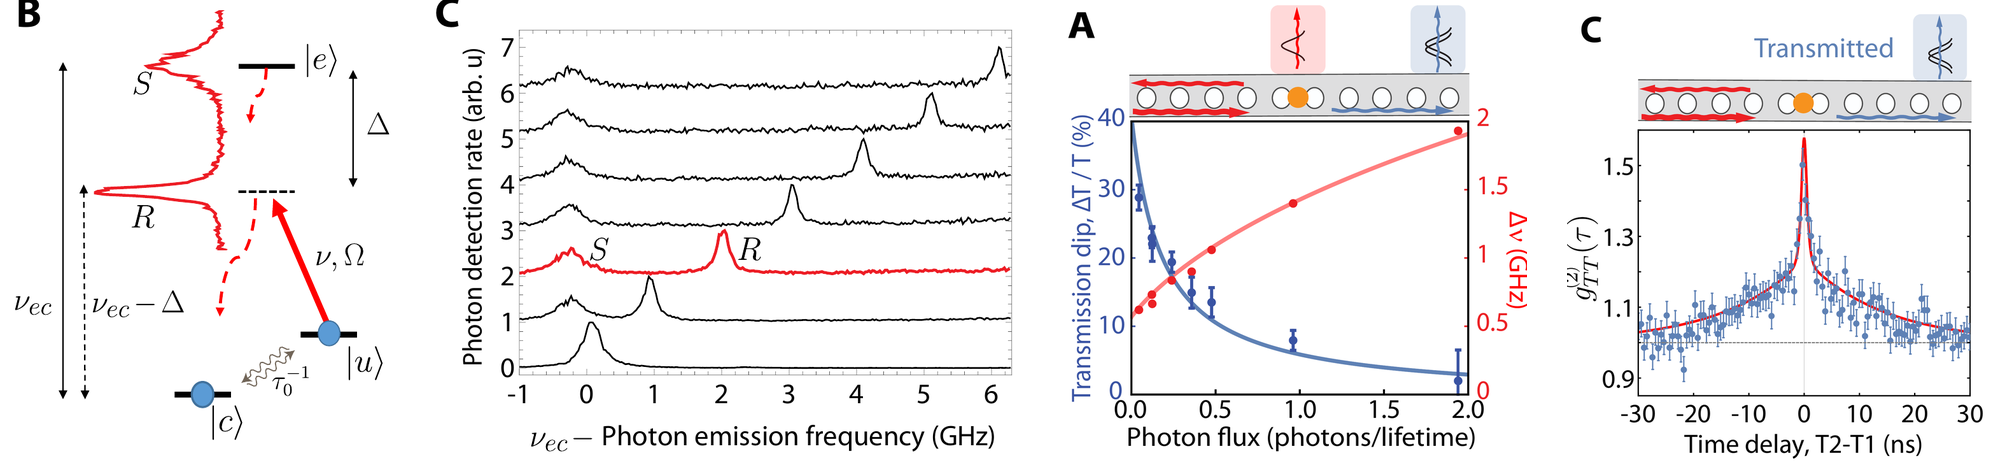 B
S
|e⟩
Δ
R
ν, Ω
ν_ec
ν_ec − Δ
|u⟩
τ₀⁻¹
|c⟩
C
Photon detection rate (arb. u)
7
6
5
4
3
2
1
0
S
R
-1 0 1 2 3 4 5 6
ν_ec − Photon emission frequency (GHz)
A
Transmission dip, ΔT / T (%)
40
30
20
10
0
2
1.5
1
0.5
0
Δν (GHz)
0.0 0.5 1.0 1.5 2.0
Photon flux (photons/lifetime)
C
Transmitted
g_TT^(2)(τ)
1.5
1.3
1.1
0.9
-30 -20 -10 0 10 20 30
Time delay, T2-T1 (ns)